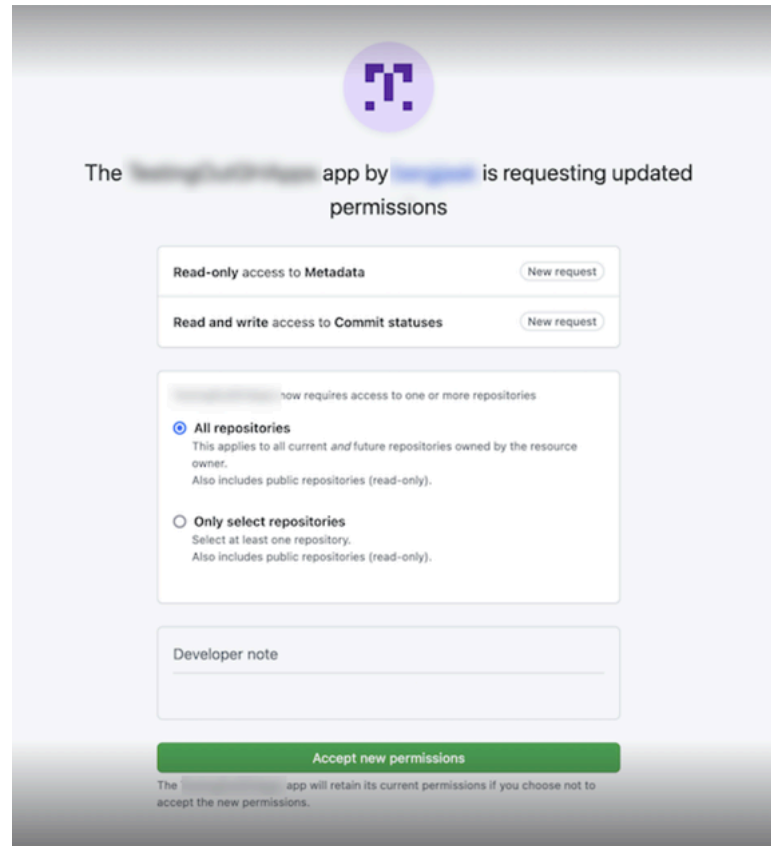 The app by is requesting updated
permissions
Read-only access to Metadata
New request
Read and write access to Commit statuses
New request
now requires access to one or more repositories
All repositories
This applies to all current and future repositories owned by the resource
owner.
Also includes public repositories (read-only).
Only select repositories
Select at least one repository.
Also includes public repositories (read-only).
Developer note
Accept new permissions
The app will retain its current permissions if you choose not to
accept the new permissions.